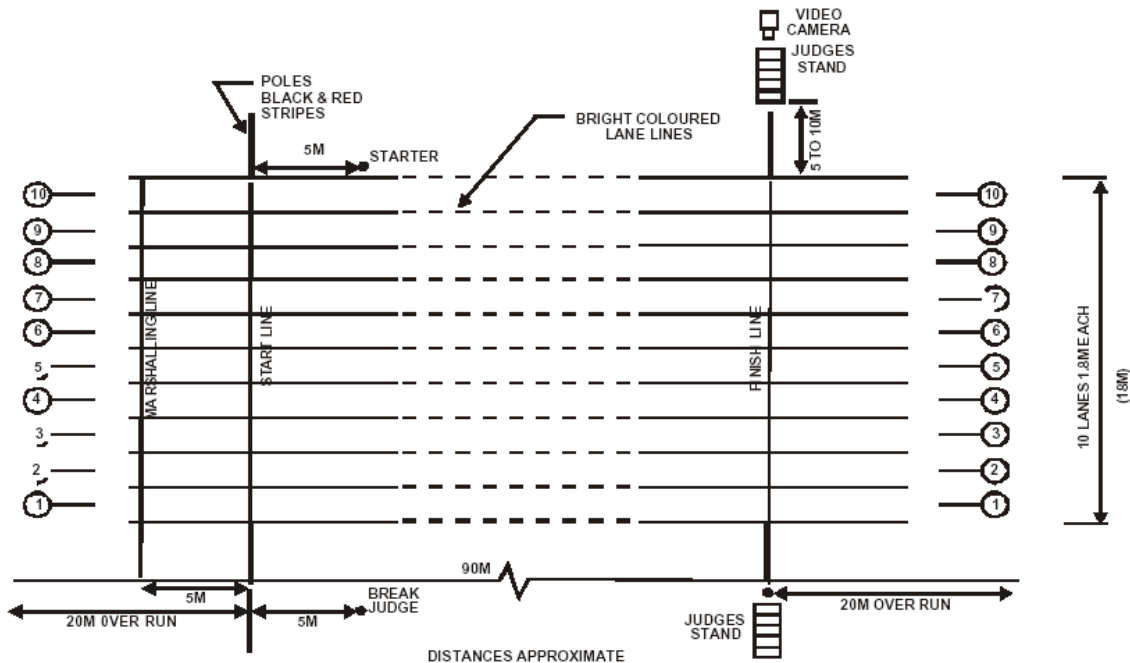 VIDEO
CAMERA
JUDGES
STAND
POLES
BLACK & RED
STRIPES
BRIGHT COLOURED
LANE LINES
5 TO 10M
5M
STARTER
10
9
8
7
6
5
4
3
2
1
MARSHALLING LINE
START LINE
FINISH LINE
10
9
8
7
6
5
4
3
2
1
10 LANES 1.8M EACH
(18M)
90M
5M
BREAK
JUDGE
20M OVER RUN
5M
20M OVER RUN
JUDGES
STAND
DISTANCES APPROXIMATE